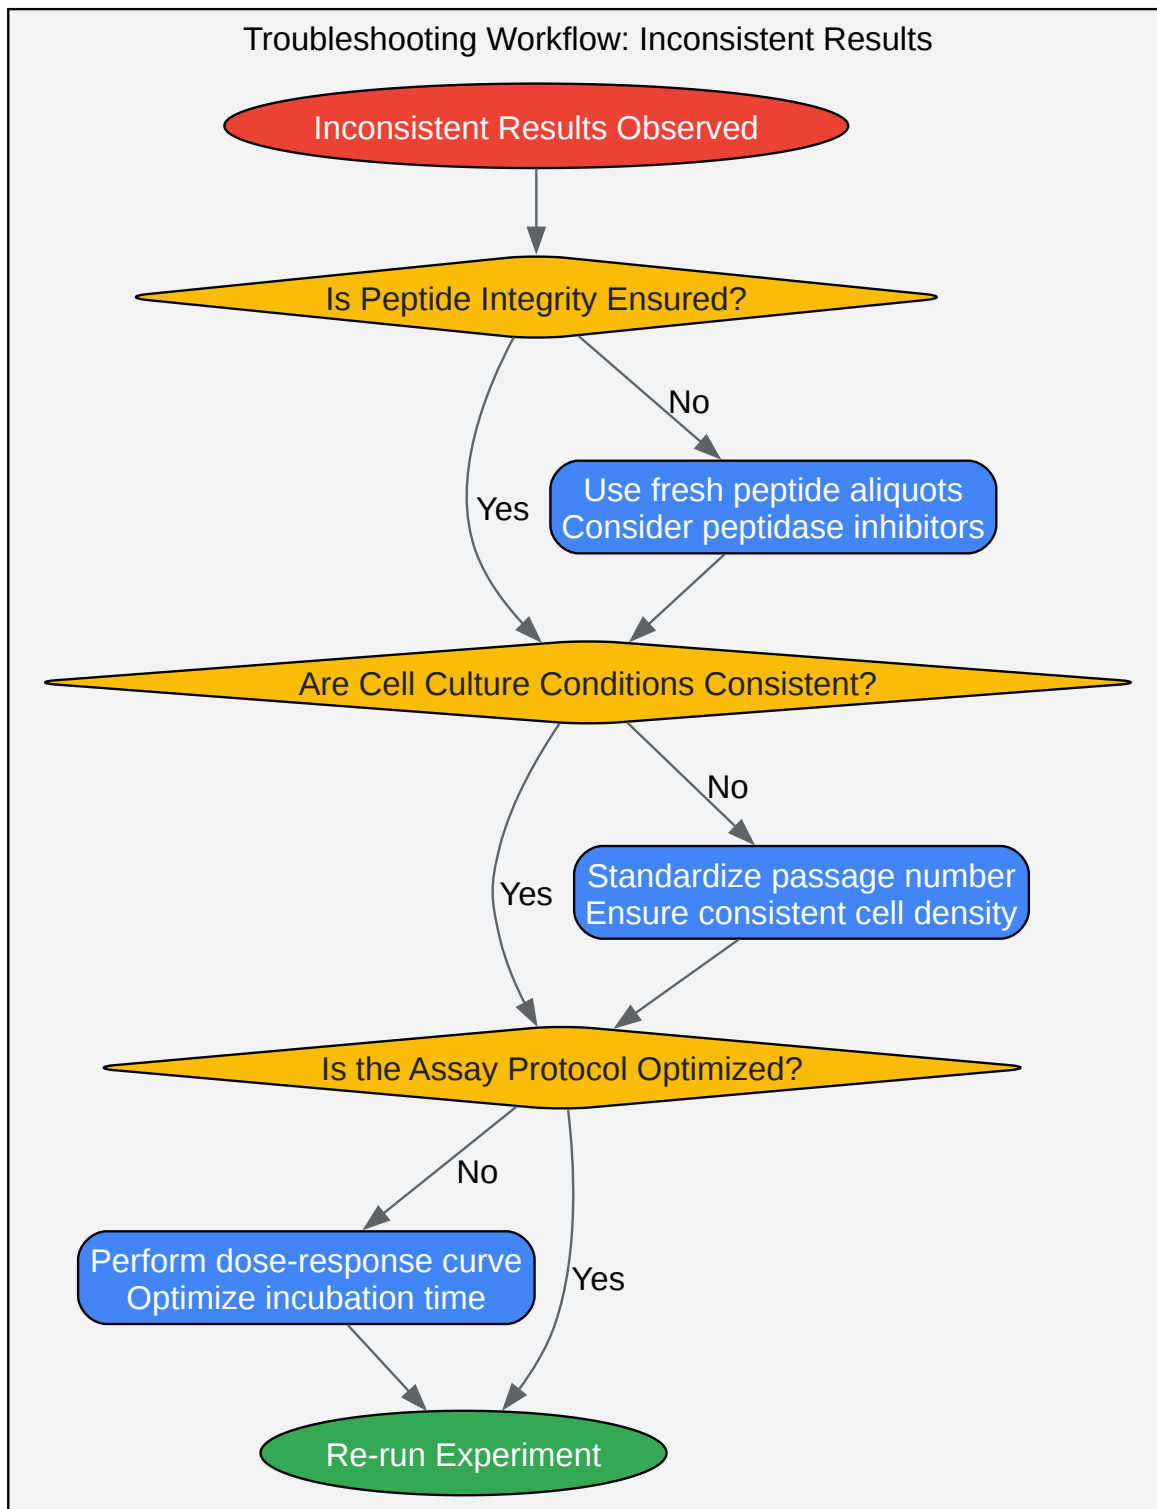 Troubleshooting Workflow: Inconsistent Results
Inconsistent Results Observed
Is Peptide Integrity Ensured?
No
Use fresh peptide aliquots
Consider peptidase inhibitors
Yes
Are Cell Culture Conditions Consistent?
No
Standardize passage number
Ensure consistent cell density
Yes
Is the Assay Protocol Optimized?
No
Perform dose-response curve
Optimize incubation time
Yes
Re-run Experiment